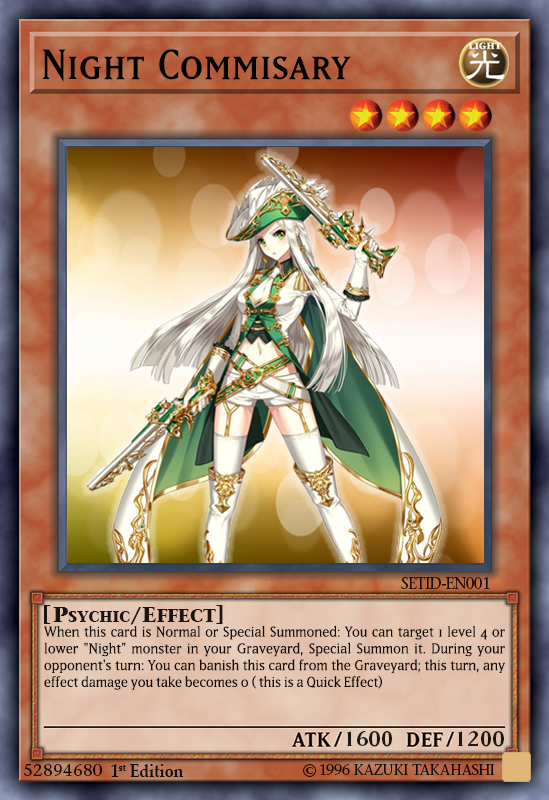 Night Commisary
LIGHT
光
SETID-EN001
[Psychic/Effect]
When this card is Normal or Special Summoned: You can target 1 level 4 or
lower "Night" monster in your Graveyard, Special Summon it. During your
opponent's turn: You can banish this card from the Graveyard; this turn, any
effect damage you take becomes 0 ( this is a Quick Effect)
ATK/1600 DEF/1200
52894680 1st Edition © 1996 KAZUKI TAKAHASHI